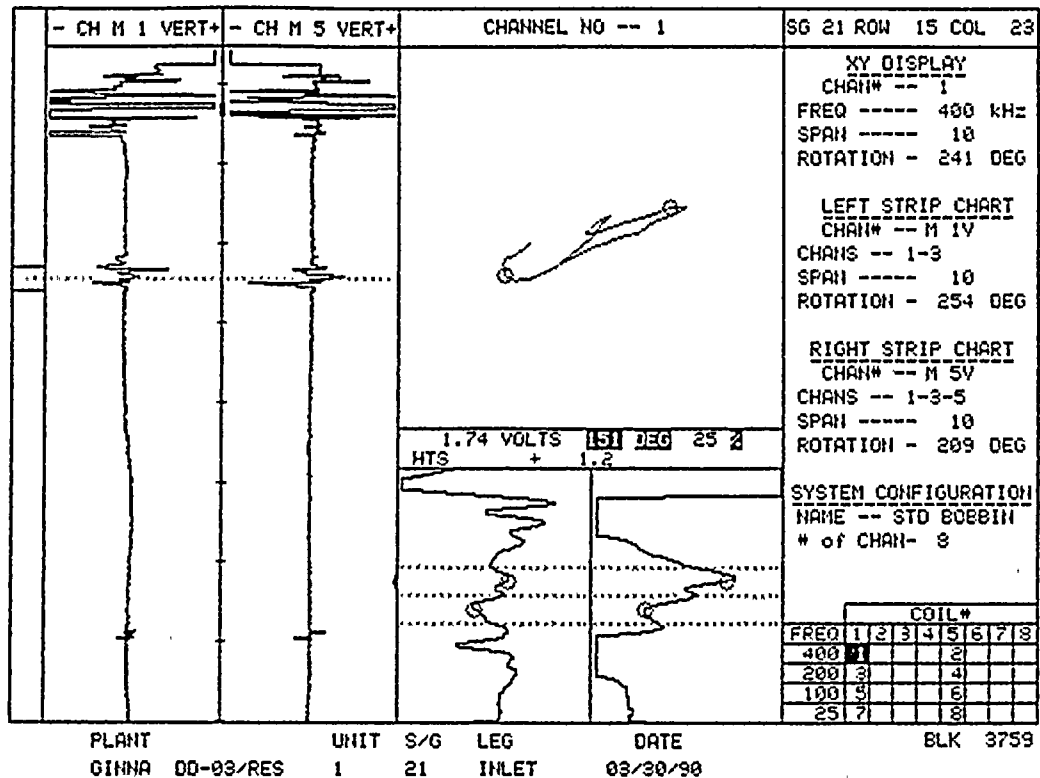 - CH M 1 VERT+
- CH M 5 VERT+
CHANNEL NO -- 1
SG 21 ROW 15 COL 23
XY DISPLAY
CHAN# -- 1
FREQ ----- 400 kHz
SPAN ----- 10
ROTATION - 241 DEG
LEFT STRIP CHART
CHAN# -- M 1V
CHANS -- 1-3
SPAN ----- 10
ROTATION - 254 DEG
RIGHT STRIP CHART
CHAN# -- M 5V
CHANS -- 1-3-5
SPAN ----- 10
ROTATION - 209 DEG
1.74 VOLTS 151 DEG 25 %
HTS + 1.2
SYSTEM CONFIGURATION
NAME -- STD BOBBIN
# of CHAN- 8
COIL#
FREQ 1 2 3 4 5 6 7 8
400 1 2
200 3 4
100 5 6
25 7 8
PLANT UNIT S/G LEG DATE BLK 3759
GINNA DD-03/RES 1 21 INLET 03/30/90